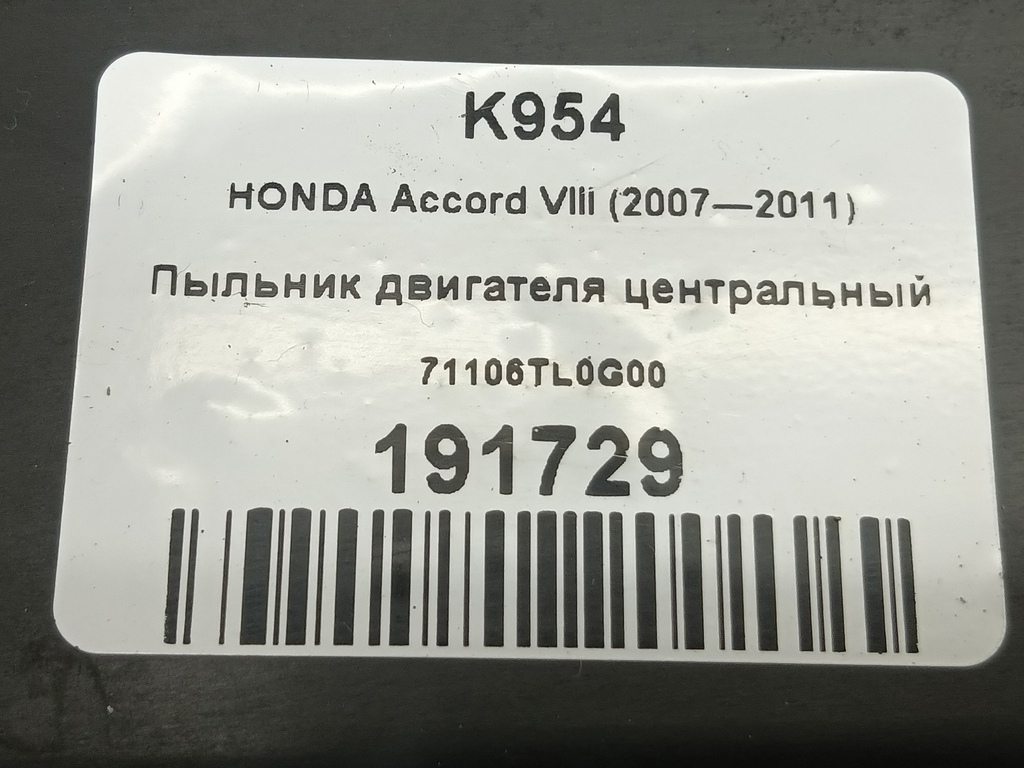 K954
HONDA Accord VIIi (2007—2011)
Пыльник двигателя центральный
71106TL0G00
191729